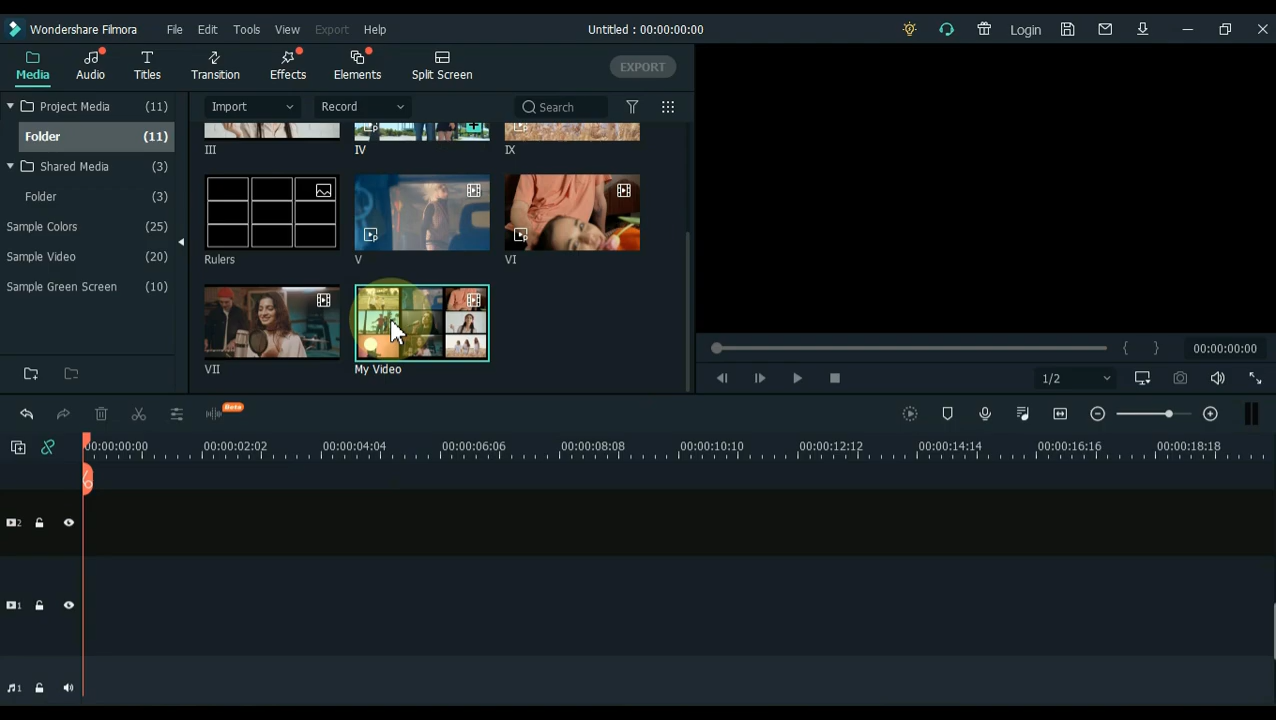 Wondershare Filmora File Edit Tools View Export Help Untitled : 00:00:00:00 Login
Media Audio Titles Transition Effects Elements Split Screen EXPORT
Project Media (11) Import Record Search
Folder (11)
III IV IX
Shared Media (3)
Folder (3)
Sample Colors (25)
Sample Video (20)
Rulers V VI
Sample Green Screen (10)
00:00:00:00
VII My Video
1/2
Beta
00:00:00:00 00:00:02:02 00:00:04:04 00:00:06:06 00:00:08:08 00:00:10:10 00:00:12:12 00:00:14:14 00:00:16:16 00:00:18:18
2
1
1